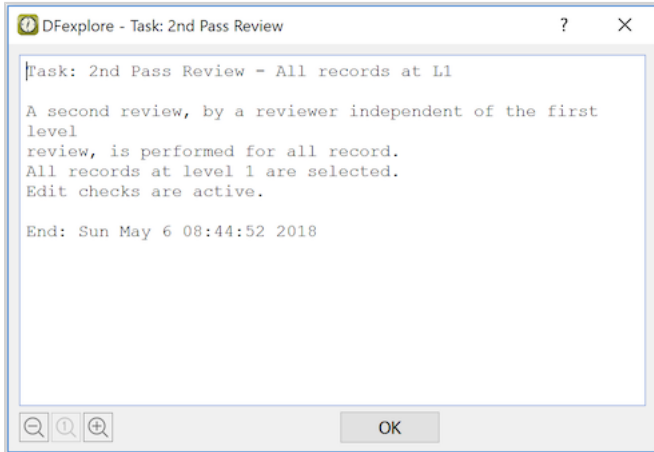 DFexplore - Task: 2nd Pass Review
Task: 2nd Pass Review - All records at L1
A second review, by a reviewer independent of the first
level
review, is performed for all record.
All records at level 1 are selected.
Edit checks are active.
End: Sun May 6 08:44:52 2018
OK